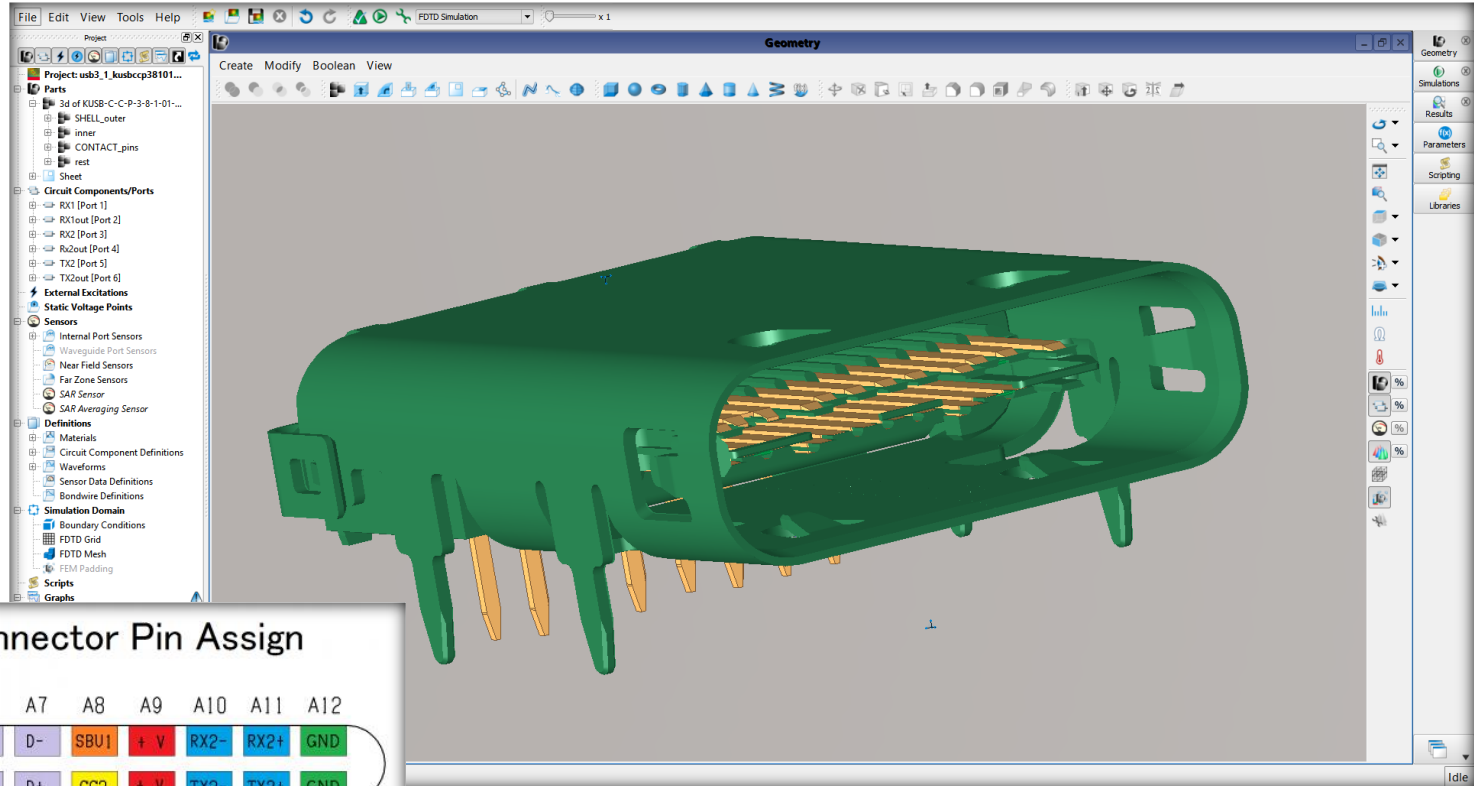 File Edit View Tools Help
FDTD Simulation
x 1
Project
Project: usb3_1_kusbccp38101...
Parts
3d of KUSB-C-C-P-3-8-1-01-...
SHELL_outer
inner
CONTACT_pins
rest
Sheet
Circuit Components/Ports
RX1 [Port 1]
RX1out [Port 2]
RX2 [Port 3]
Rx2out [Port 4]
TX2 [Port 5]
TX2out [Port 6]
External Excitations
Static Voltage Points
Sensors
Internal Port Sensors
Waveguide Port Sensors
Near Field Sensors
Far Zone Sensors
SAR Sensor
SAR Averaging Sensor
Definitions
Materials
Circuit Component Definitions
Waveforms
Sensor Data Definitions
Bondwire Definitions
Simulation Domain
Boundary Conditions
FDTD Grid
FDTD Mesh
FEM Padding
Scripts
Graphs
Geometry
Create Modify Boolean View
%
%
%
%
Geometry
Simulations
Results
f(x)
Parameters
Scripting
Libraries
Idle
nnector Pin Assign
A7 A8 A9 A10 A11 A12
D- SBU1 + V RX2- RX2+ GND